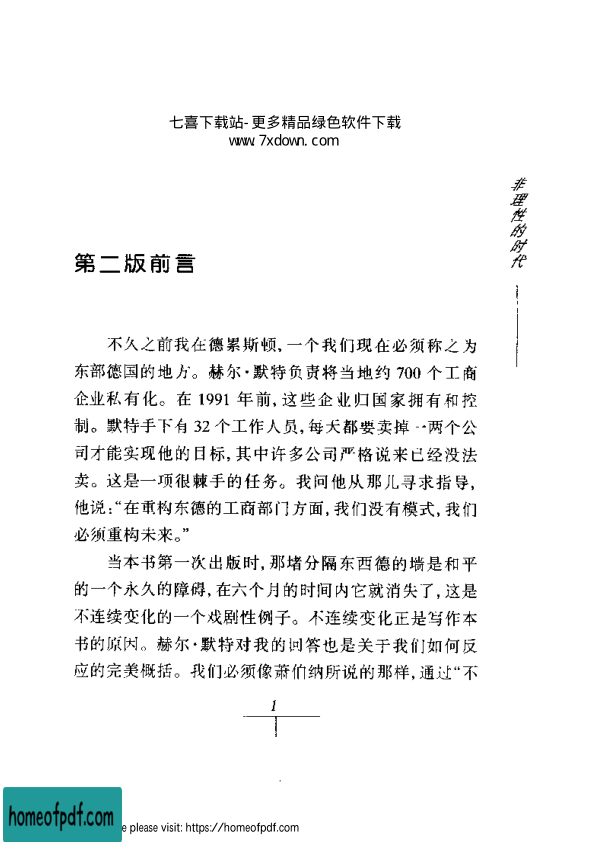 七喜下载站-更多精品绿色软件下载
www.7xdown.com
非理性的时代
第二版前言
不久之前我在德累斯顿,一个我们现在必须称之为
东部德国的地方。赫尔·默特负责将当地约 700 个工商
企业私有化。在 1991 年前,这些企业归国家拥有和控
制。默特手下有 32 个工作人员,每天都要卖掉一两个公
司才能实现他的目标,其中许多公司严格说来已经没法
卖。这是一项很棘手的任务。我问他从那儿寻求指导,
他说:“在重构东德的工商部门方面,我们没有模式,我们
必须重构未来。”
当本书第一次出版时,那堵分隔东西德的墙是和平
的一个永久的障碍,在六个月的时间内它就消失了,这是
不连续变化的一个戏剧性例子。不连续变化正是写作本
书的原因。赫尔·默特对我的回答也是关于我们如何反
应的完美概括。我们必须像萧伯纳所说的那样,通过“不
1
homeofpdf.com
e please visit: https://homeofpdf.com